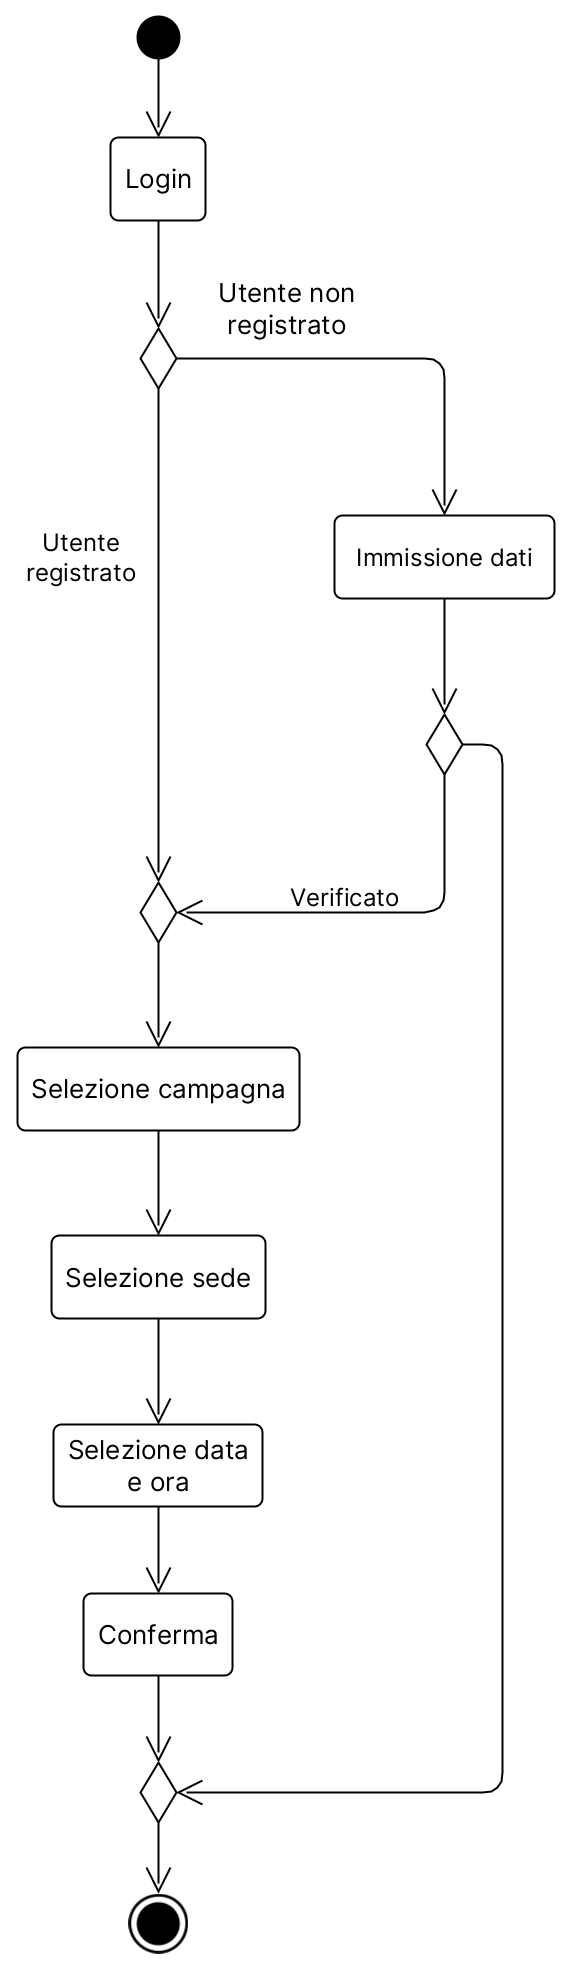 Login
Utente non
registrato
Utente
registrato
Immissione dati
Verificato
Selezione campagna
Selezione sede
Selezione data
e ora
Conferma